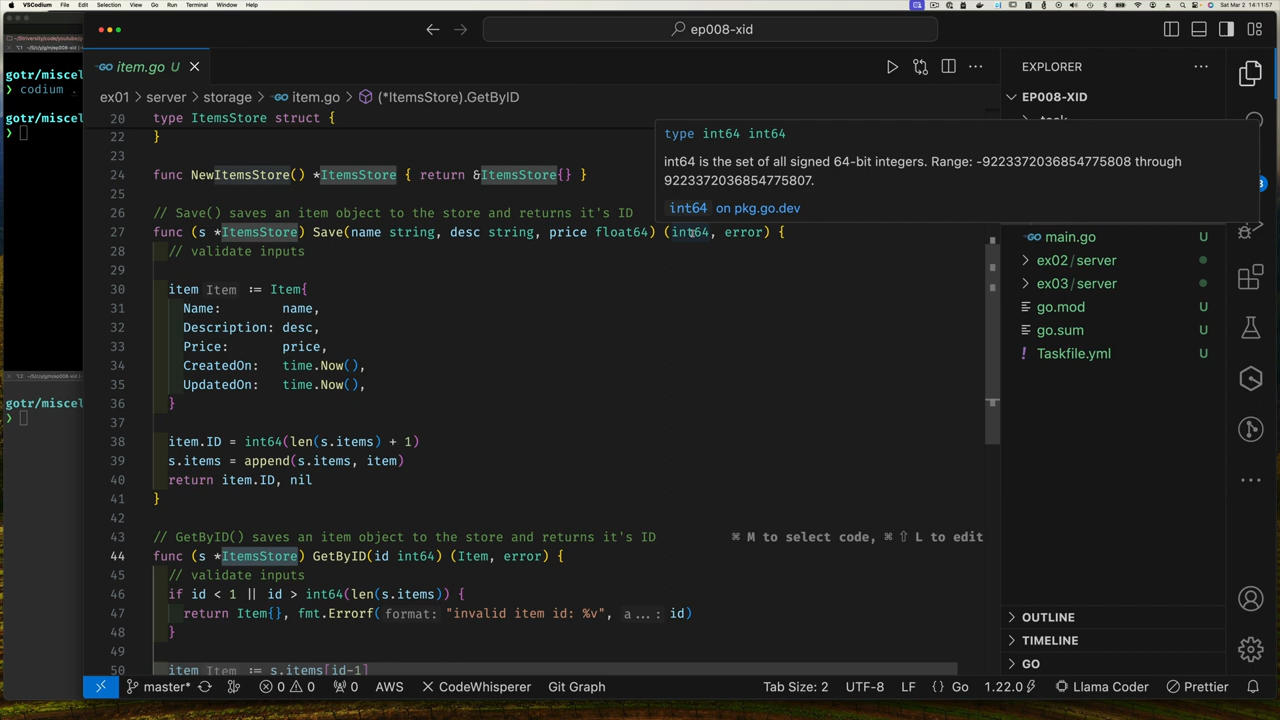 VSCodium File Edit Selection View Go Run Terminal Window Help
Sat Mar 2 14:11:57
ep008-xid
gotr/miscel
codium .
gotr/miscel
gotr/miscel
item.go U
ex01 server storage item.go (*ItemsStore).GetByID
20 type ItemsStore struct {
22 }
23
24 func NewItemsStore() *ItemsStore { return &ItemsStore{} }
25
26 // Save() saves an item object to the store and returns it's ID
27 func (s *ItemsStore) Save(name string, desc string, price float64) (int64, error) {
28 // validate inputs
29
30 item Item := Item{
31 Name: name,
32 Description: desc,
33 Price: price,
34 CreatedOn: time.Now(),
35 UpdatedOn: time.Now(),
36 }
37
38 item.ID = int64(len(s.items) + 1)
39 s.items = append(s.items, item)
40 return item.ID, nil
41 }
42
43 // GetByID() saves an item object to the store and returns it's ID ⌘ M to select code, ⌘ ⇧ L to edit
44 func (s *ItemsStore) GetByID(id int64) (Item, error) {
45 // validate inputs
46 if id < 1 || id > int64(len(s.items)) {
47 return Item{}, fmt.Errorf(format: "invalid item id: %v", a...: id)
48 }
49
50 item Item := s.items[id-1]
type int64 int64
int64 is the set of all signed 64-bit integers. Range: -9223372036854775808 through
9223372036854775807.
int64 on pkg.go.dev
EXPLORER
EP008-XID
.task
main.go U
ex02/server
ex03/server
go.mod U
go.sum U
Taskfile.yml U
OUTLINE
TIMELINE
GO
master* 0 0 0 AWS CodeWhisperer Git Graph Tab Size: 2 UTF-8 LF {} Go 1.22.0 Llama Coder Prettier